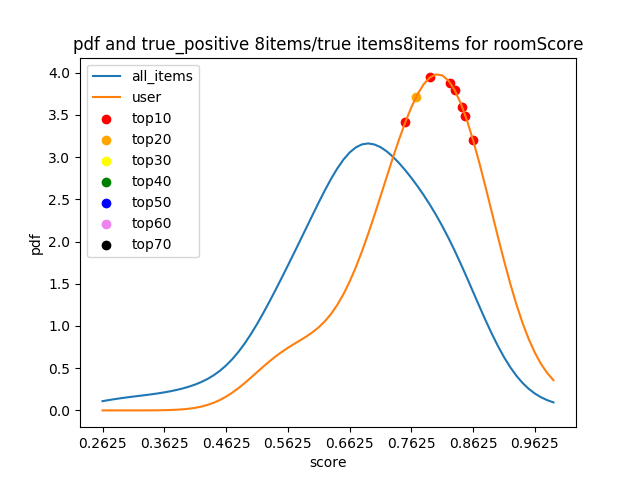 pdf and true_positive 8items/true items8items for roomScore
all_items
user
top10
top20
top30
top40
top50
top60
top70
pdf
4.0
3.5
3.0
2.5
2.0
1.5
1.0
0.5
0.0
0.2625 0.3625 0.4625 0.5625 0.6625 0.7625 0.8625 0.9625
score